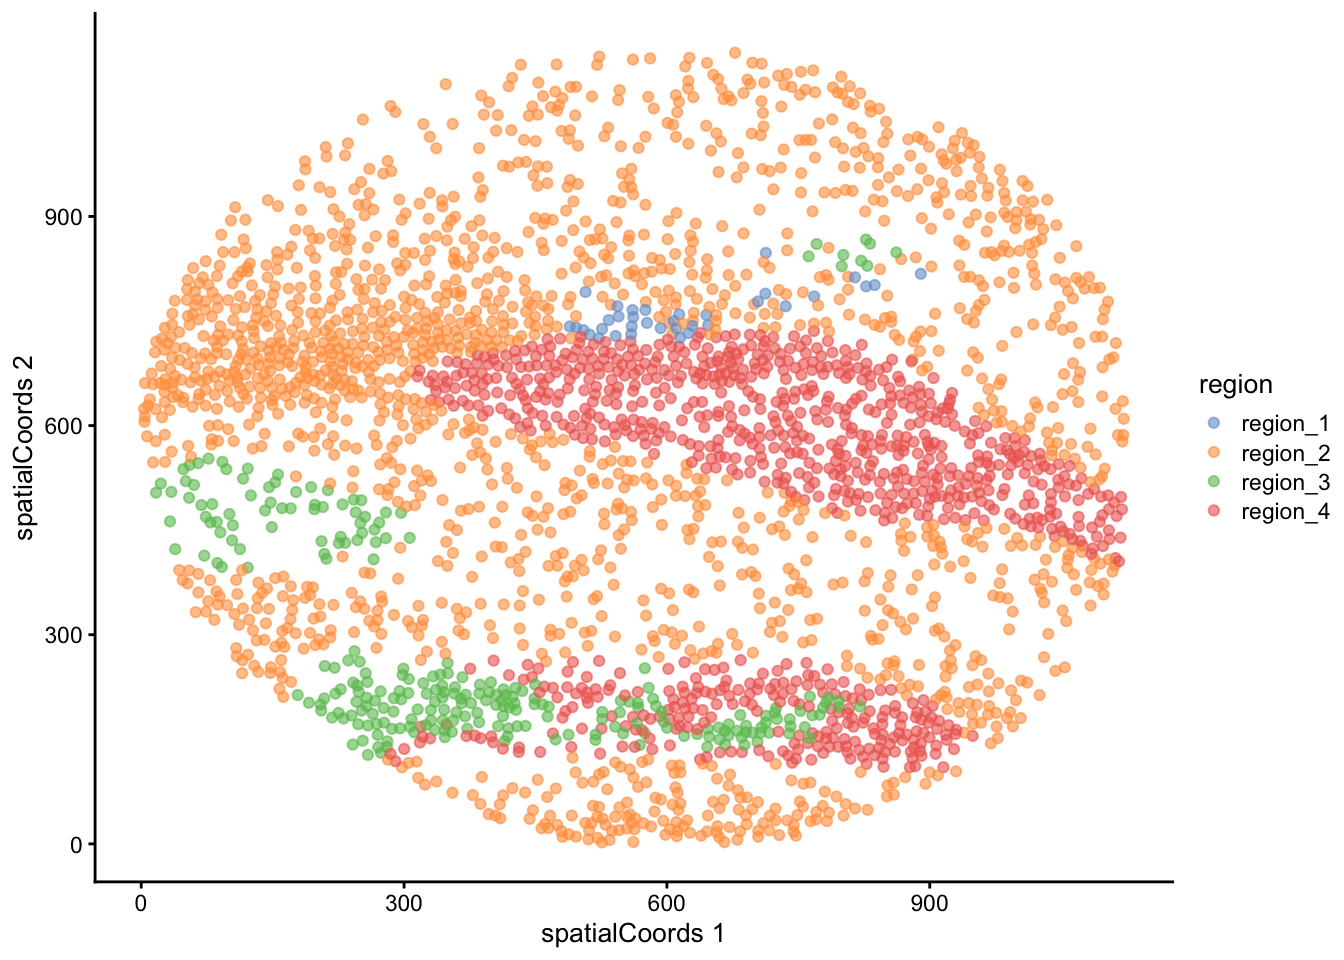 900
600
300
0
0 300 600 900
spatialCoords 1
spatialCoords 2
region
region_1
region_2
region_3
region_4